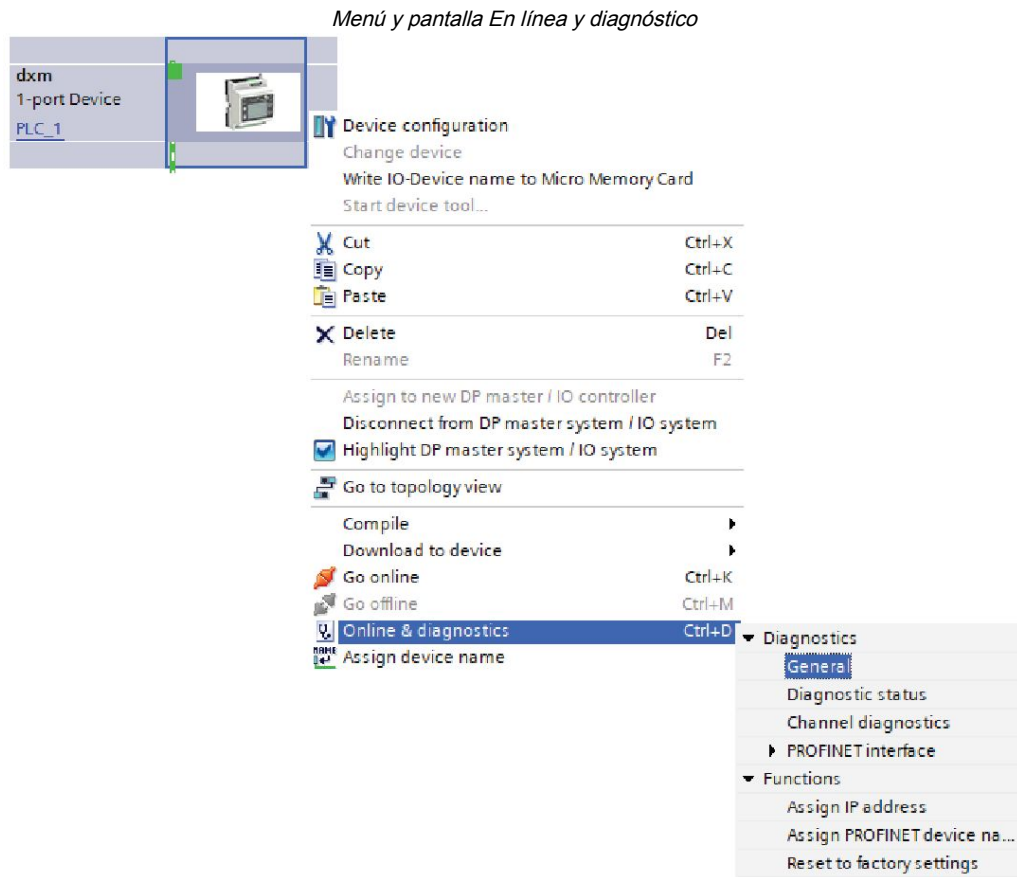 Menú y pantalla En línea y diagnóstico
dxm
1-port Device
PLC_1
Device configuration
Change device
Write IO-Device name to Micro Memory Card
Start device tool...
Cut Ctrl+X
Copy Ctrl+C
Paste Ctrl+V
Delete Del
Rename F2
Assign to new DP master / IO controller
Disconnect from DP master system / IO system
Highlight DP master system / IO system
Go to topology view
Compile
Download to device
Go online Ctrl+K
Go offline Ctrl+M
Online & diagnostics Ctrl+D
NAME
Assign device name
Diagnostics
General
Diagnostic status
Channel diagnostics
PROFINET interface
Functions
Assign IP address
Assign PROFINET device na...
Reset to factory settings